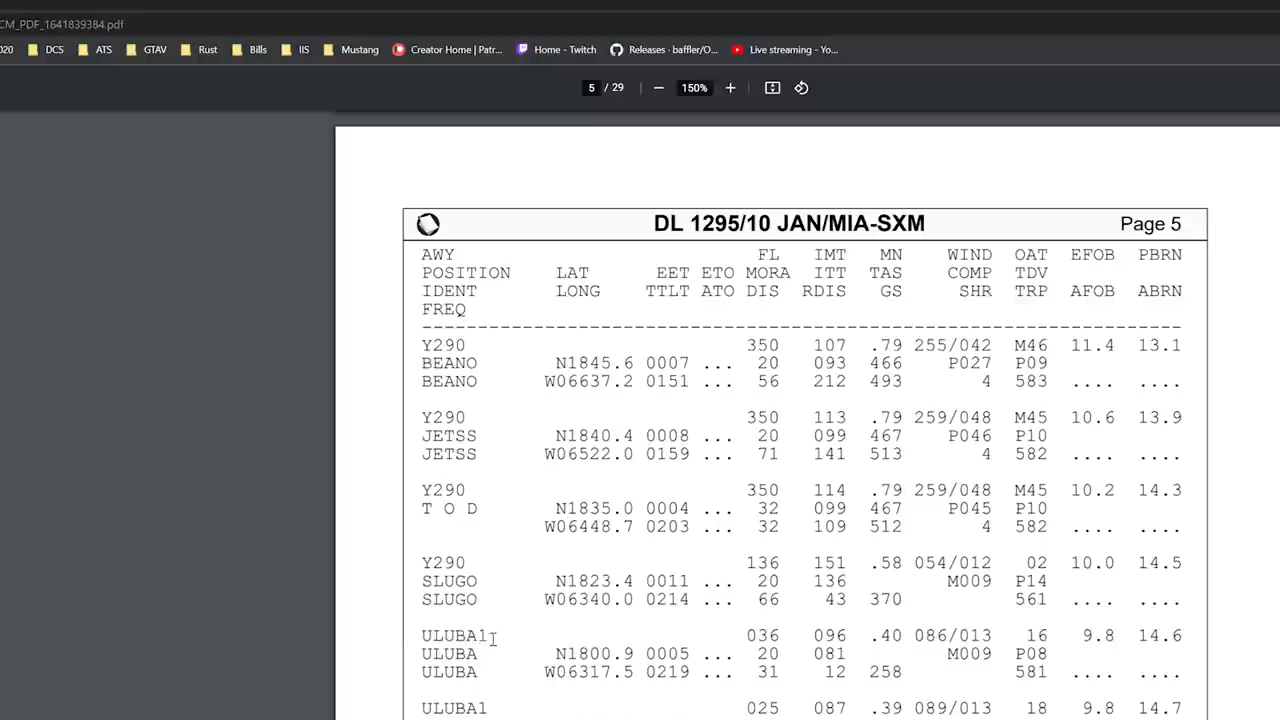 CM_PDF_1641839384.pdf
020 DCS ATS GTAV Rust Bills IIS Mustang Creator Home | Patr... Home - Twitch Releases · baffler/O... Live streaming - Yo...
5 / 29 — 150% +
DL 1295/10 JAN/MIA-SXM Page 5
AWY FL IMT MN WIND OAT EFOB PBRN
POSITION LAT EET ETO MORA ITT TAS COMP TDV
IDENT LONG TTLT ATO DIS RDIS GS SHR TRP AFOB ABRN
FREQ
--------------------------------------------------------------------------------
Y290 350 107 .79 255/042 M46 11.4 13.1
BEANO N1845.6 0007 ... 20 093 466 P027 P09
BEANO W06637.2 0151 ... 56 212 493 4 583 .... ....
Y290 350 113 .79 259/048 M45 10.6 13.9
JETSS N1840.4 0008 ... 20 099 467 P046 P10
JETSS W06522.0 0159 ... 71 141 513 4 582 .... ....
Y290 350 114 .79 259/048 M45 10.2 14.3
T O D N1835.0 0004 ... 32 099 467 P045 P10
W06448.7 0203 ... 32 109 512 4 582 .... ....
Y290 136 151 .58 054/012 02 10.0 14.5
SLUGO N1823.4 0011 ... 20 136 M009 P14
SLUGO W06340.0 0214 ... 66 43 370 561 .... ....
ULUBA1 036 096 .40 086/013 16 9.8 14.6
ULUBA N1800.9 0005 ... 20 081 M009 P08
ULUBA W06317.5 0219 ... 31 12 258 581 .... ....
ULUBA1 025 087 .39 089/013 18 9.8 14.7